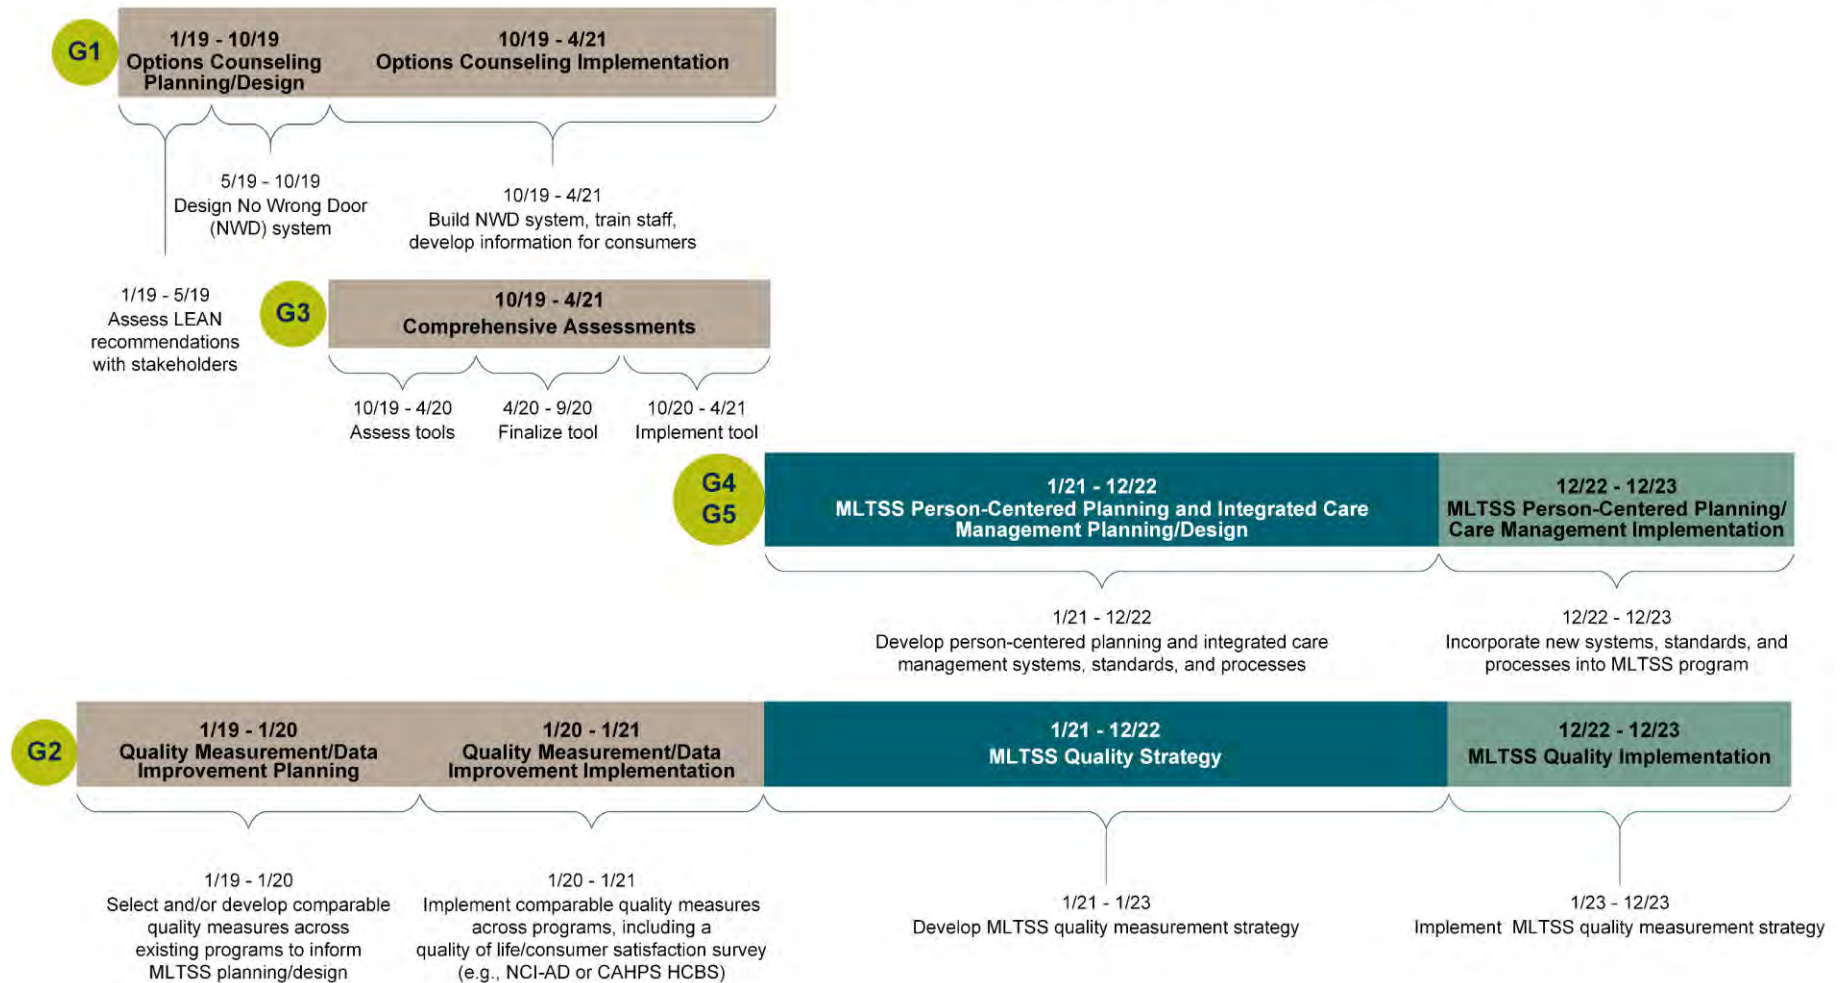 G1
1/19 - 10/19
Options Counseling
Planning/Design
10/19 - 4/21
Options Counseling Implementation
5/19 - 10/19
Design No Wrong Door
(NWD) system
10/19 - 4/21
Build NWD system, train staff,
develop information for consumers
1/19 - 5/19
Assess LEAN
recommendations
with stakeholders
G3
10/19 - 4/21
Comprehensive Assessments
10/19 - 4/20
Assess tools
4/20 - 9/20
Finalize tool
10/20 - 4/21
Implement tool
G4
G5
1/21 - 12/22
MLTSS Person-Centered Planning and Integrated Care
Management Planning/Design
12/22 - 12/23
MLTSS Person-Centered Planning/
Care Management Implementation
1/21 - 12/22
Develop person-centered planning and integrated care
management systems, standards, and processes
12/22 - 12/23
Incorporate new systems, standards, and
processes into MLTSS program
G2
1/19 - 1/20
Quality Measurement/Data
Improvement Planning
1/20 - 1/21
Quality Measurement/Data
Improvement Implementation
1/21 - 12/22
MLTSS Quality Strategy
12/22 - 12/23
MLTSS Quality Implementation
1/19 - 1/20
Select and/or develop comparable
quality measures across
existing programs to inform
MLTSS planning/design
1/20 - 1/21
Implement comparable quality measures
across programs, including a
quality of life/consumer satisfaction survey
(e.g., NCI-AD or CAHPS HCBS)
1/21 - 1/23
Develop MLTSS quality measurement strategy
1/23 - 12/23
Implement MLTSS quality measurement strategy